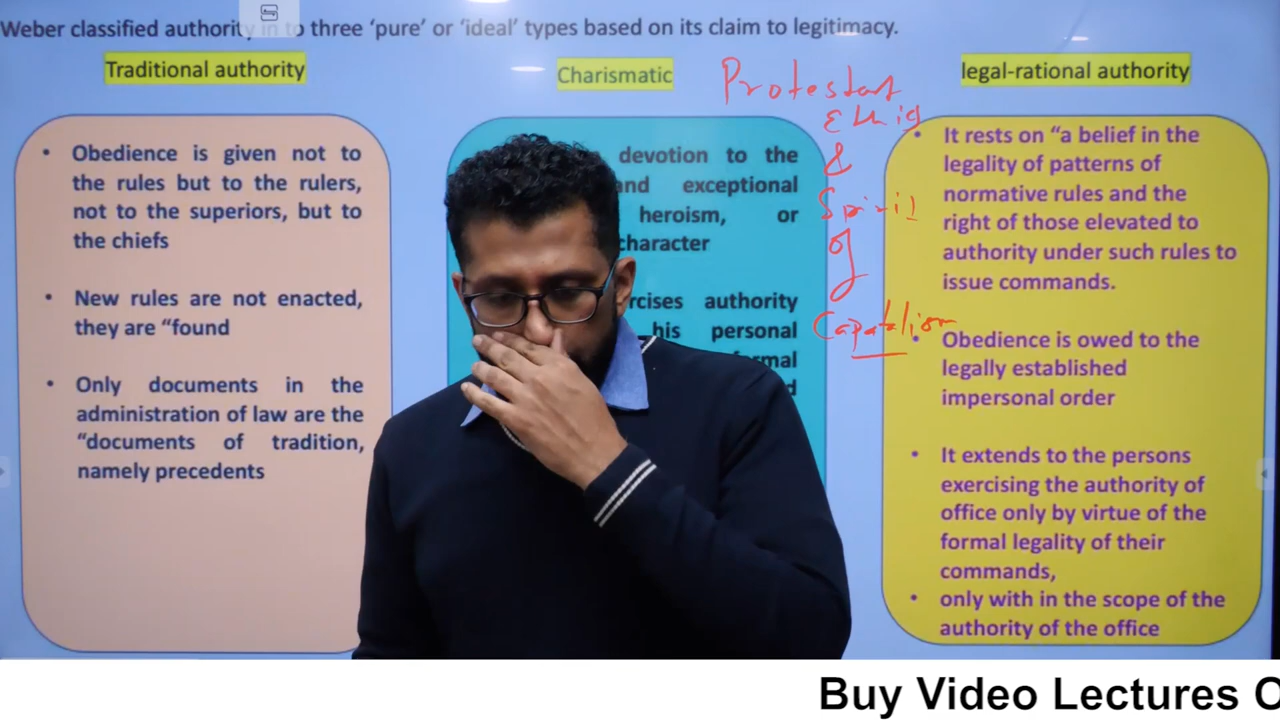 Weber classified authority in to three ‘pure’ or ‘ideal’ types based on its claim to legitimacy.
Traditional authority
• Obedience is given not to
the rules but to the rulers,
not to the superiors, but to
the chiefs
• New rules are not enacted,
they are “found
• Only documents in the
administration of law are the
“documents of tradition,
namely precedents
Charismatic
devotion to the
and exceptional
heroism, or
character
authority
his personal
Protestant
Ethics
&
Spirit
of
Capatalism
legal-rational authority
• It rests on “a belief in the
legality of patterns of
normative rules and the
right of those elevated to
authority under such rules to
issue commands.
• Obedience is owed to the
legally established
impersonal order
• It extends to the persons
exercising the authority of
office only by virtue of the
formal legality of their
commands,
• only with in the scope of the
authority of the office
Buy Video Lectures